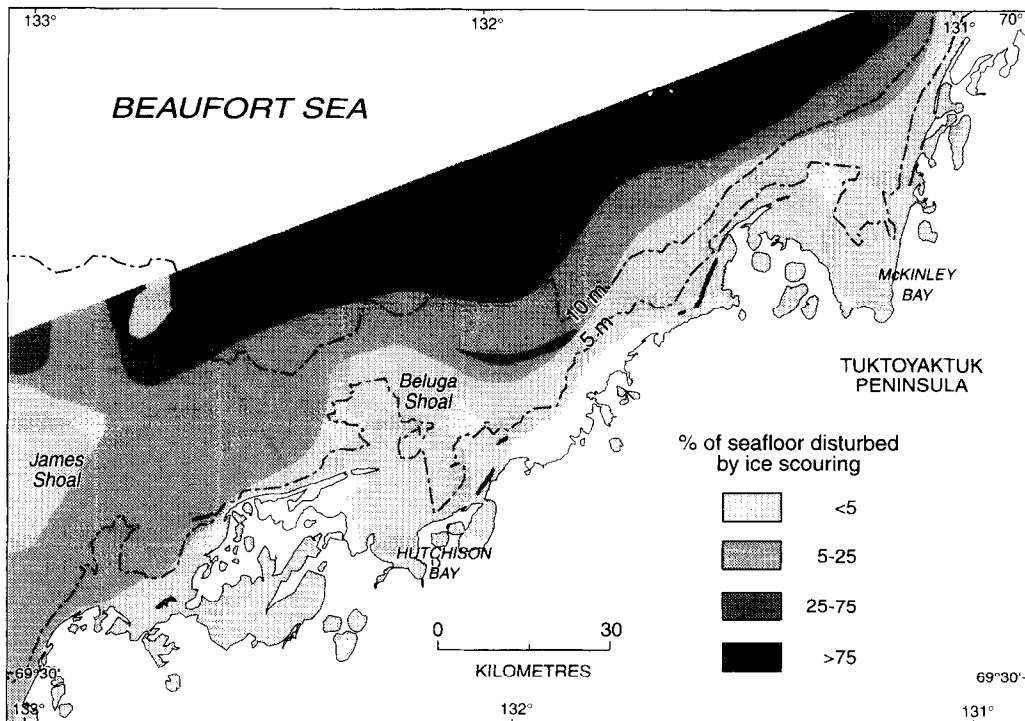 133°
132°
131°
70°
BEAUFORT SEA
10 m
5 m
McKINLEY
BAY
TUKTOYAKTUK
PENINSULA
Beluga
Shoal
James
Shoal
% of seafloor disturbed
by ice scouring
<5
5-25
25-75
>75
HUTCHISON
BAY
0
30
KILOMETRES
69°30'
69°30'
133°
132°
131°